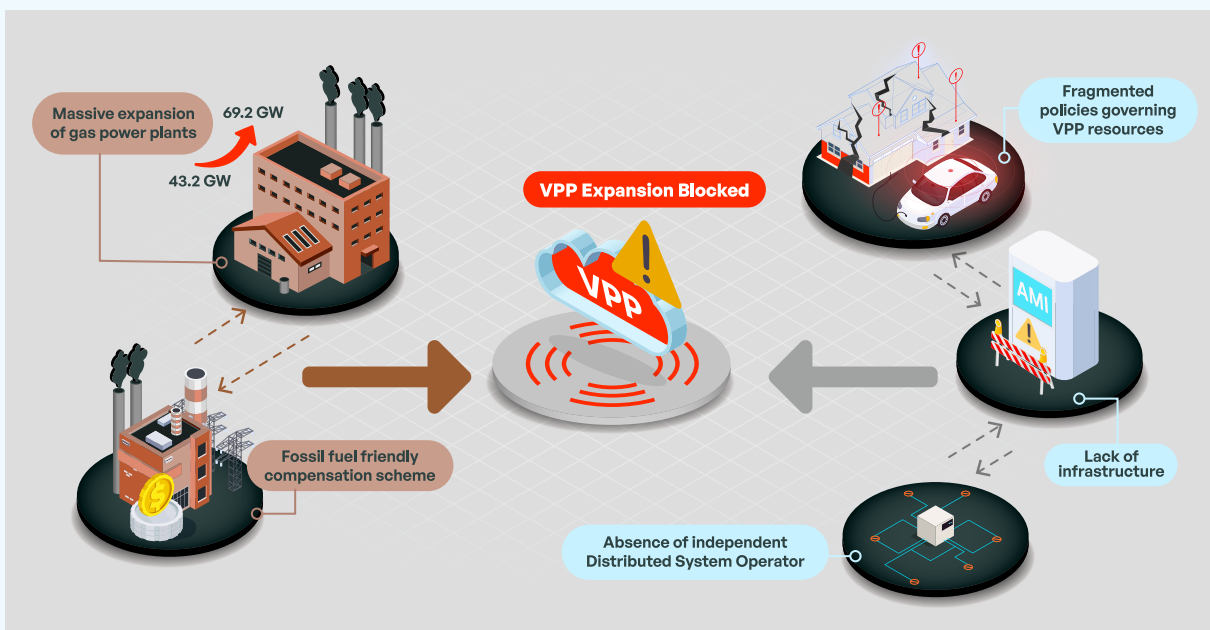 Massive expansion
of gas power plants
69.2 GW
43.2 GW
Fossil fuel friendly
compensation scheme
VPP Expansion Blocked
VPP
Fragmented
policies governing
VPP resources
AMI
Lack of
infrastructure
Absence of independent
Distributed System Operator